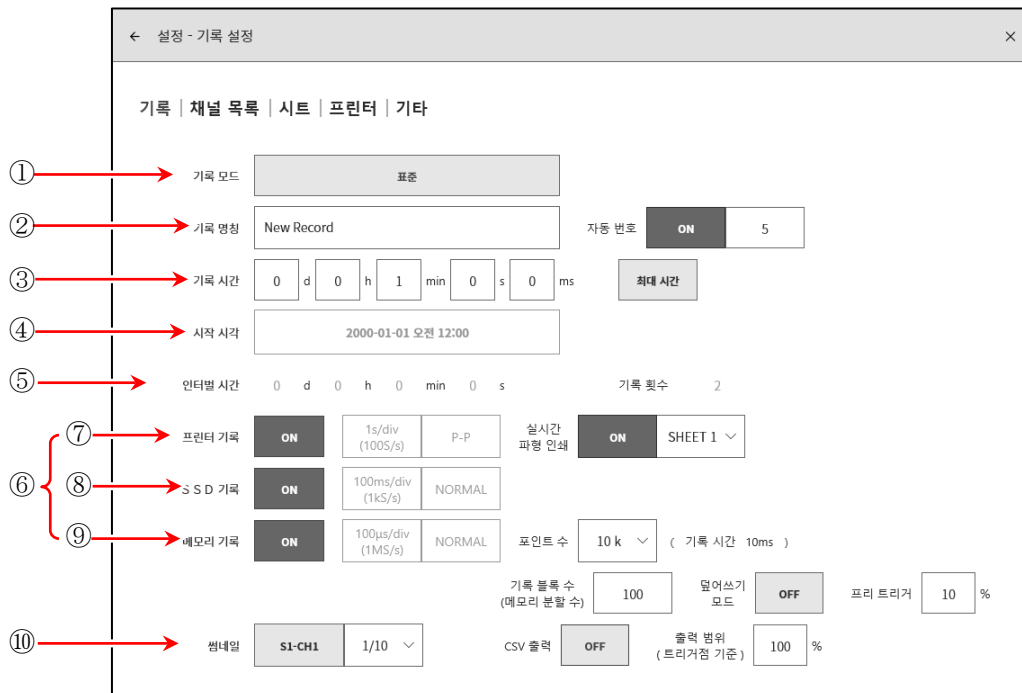 ← 설정 - 기록 설정 ×
기록 | 채널 목록 | 시트 | 프린터 | 기타
① 기록 모드 표준
② 기록 명칭 New Record 자동 번호 ON 5
③ 기록 시간 0 d 0 h 1 min 0 s 0 ms 최대 시간
④ 시작 시각 2000-01-01 오전 12:00
⑤ 인터벌 시간 0 d 0 h 0 min 0 s 기록 횟수 2
⑥
⑦ 프린터 기록 ON 1s/div (100S/s) P-P 실시간 파형 인쇄 ON SHEET 1
⑧ S S D 기록 ON 100ms/div (1kS/s) NORMAL
⑨ 메모리 기록 ON 100μs/div (1MS/s) NORMAL 포인트 수 10 k ( 기록 시간 10ms )
기록 블록 수 (메모리 분할 수) 100 덮어쓰기 모드 OFF 프리 트리거 10 %
⑩ 썸네일 S1-CH1 1/10 CSV 출력 OFF 출력 범위 ( 트리거점 기준 ) 100 %